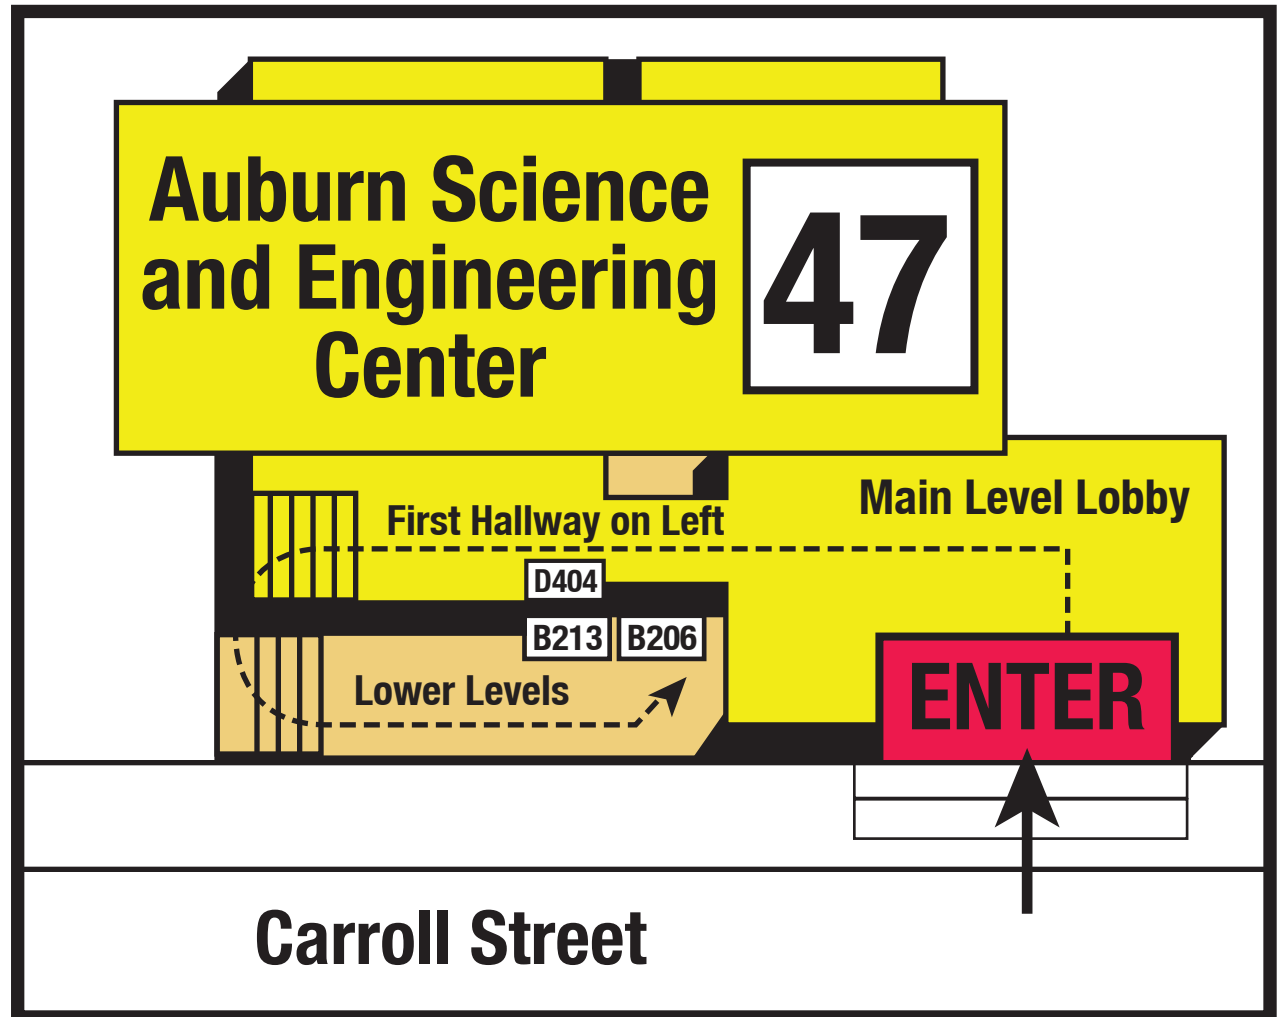 Auburn Science
and Engineering
Center
47
Main Level Lobby
First Hallway on Left
D404
B213
B206
Lower Levels
ENTER
Carroll Street